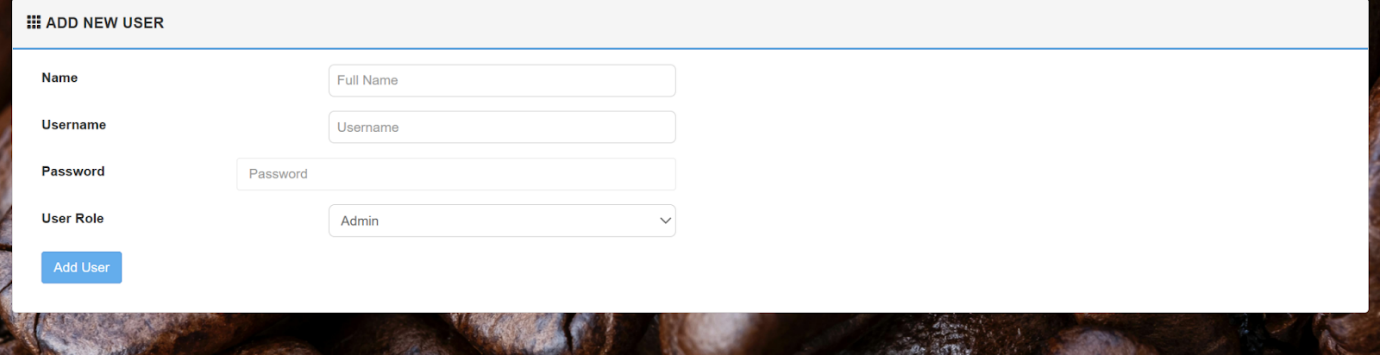 ADD NEW USER
Name
Full Name
Username
Username
Password
Password
User Role
Admin
Add User